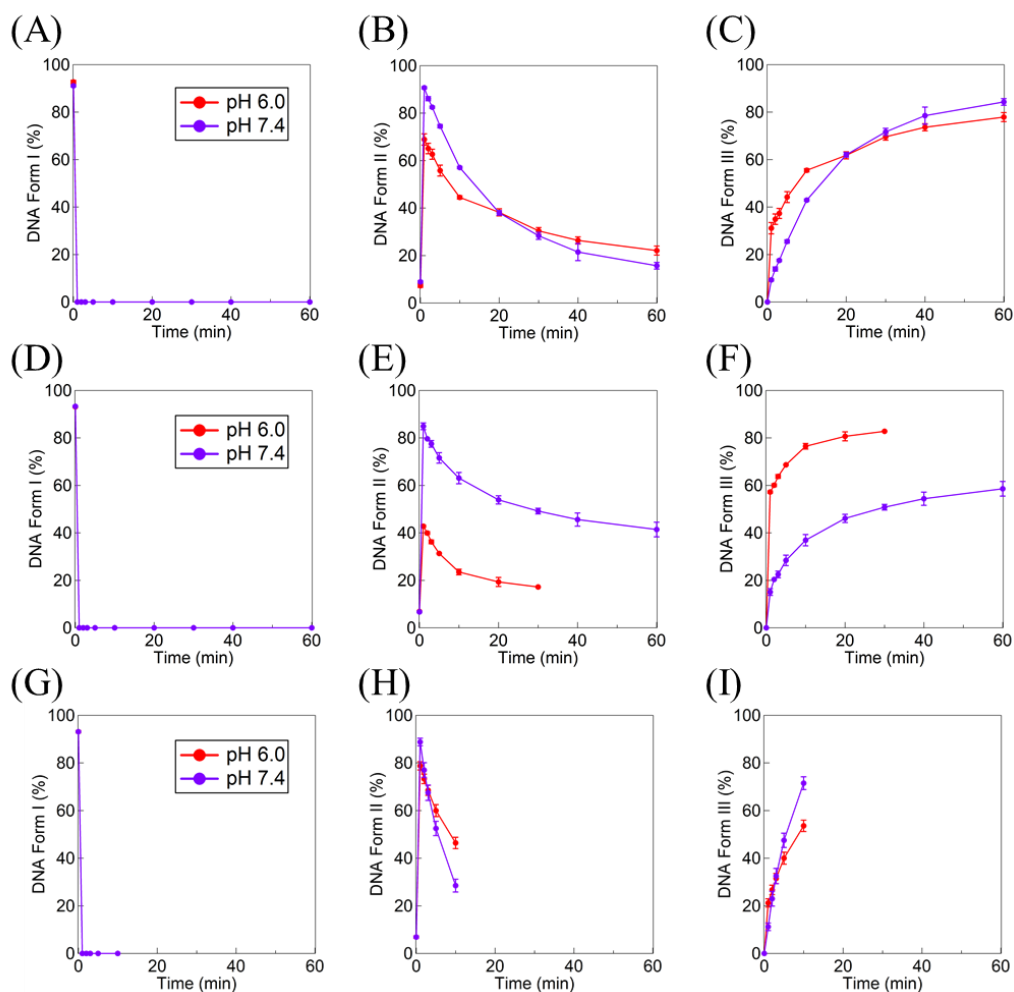 (A)
DNA Form I (%)
100
80
60
40
20
0
0 20 40 60
Time (min)
pH 6.0
pH 7.4
(B)
DNA Form II (%)
100
80
60
40
20
0
0 20 40 60
Time (min)
(C)
DNA Form III (%)
100
80
60
40
20
0
0 20 40 60
Time (min)
(D)
DNA Form I (%)
100
80
60
40
20
0
0 20 40 60
Time (min)
pH 6.0
pH 7.4
(E)
DNA Form II (%)
100
80
60
40
20
0
0 20 40 60
Time (min)
(F)
DNA Form III (%)
100
80
60
40
20
0
0 20 40 60
Time (min)
(G)
DNA Form I (%)
100
80
60
40
20
0
0 20 40 60
Time (min)
pH 6.0
pH 7.4
(H)
DNA Form II (%)
100
80
60
40
20
0
0 20 40 60
Time (min)
(I)
DNA Form III (%)
100
80
60
40
20
0
0 20 40 60
Time (min)